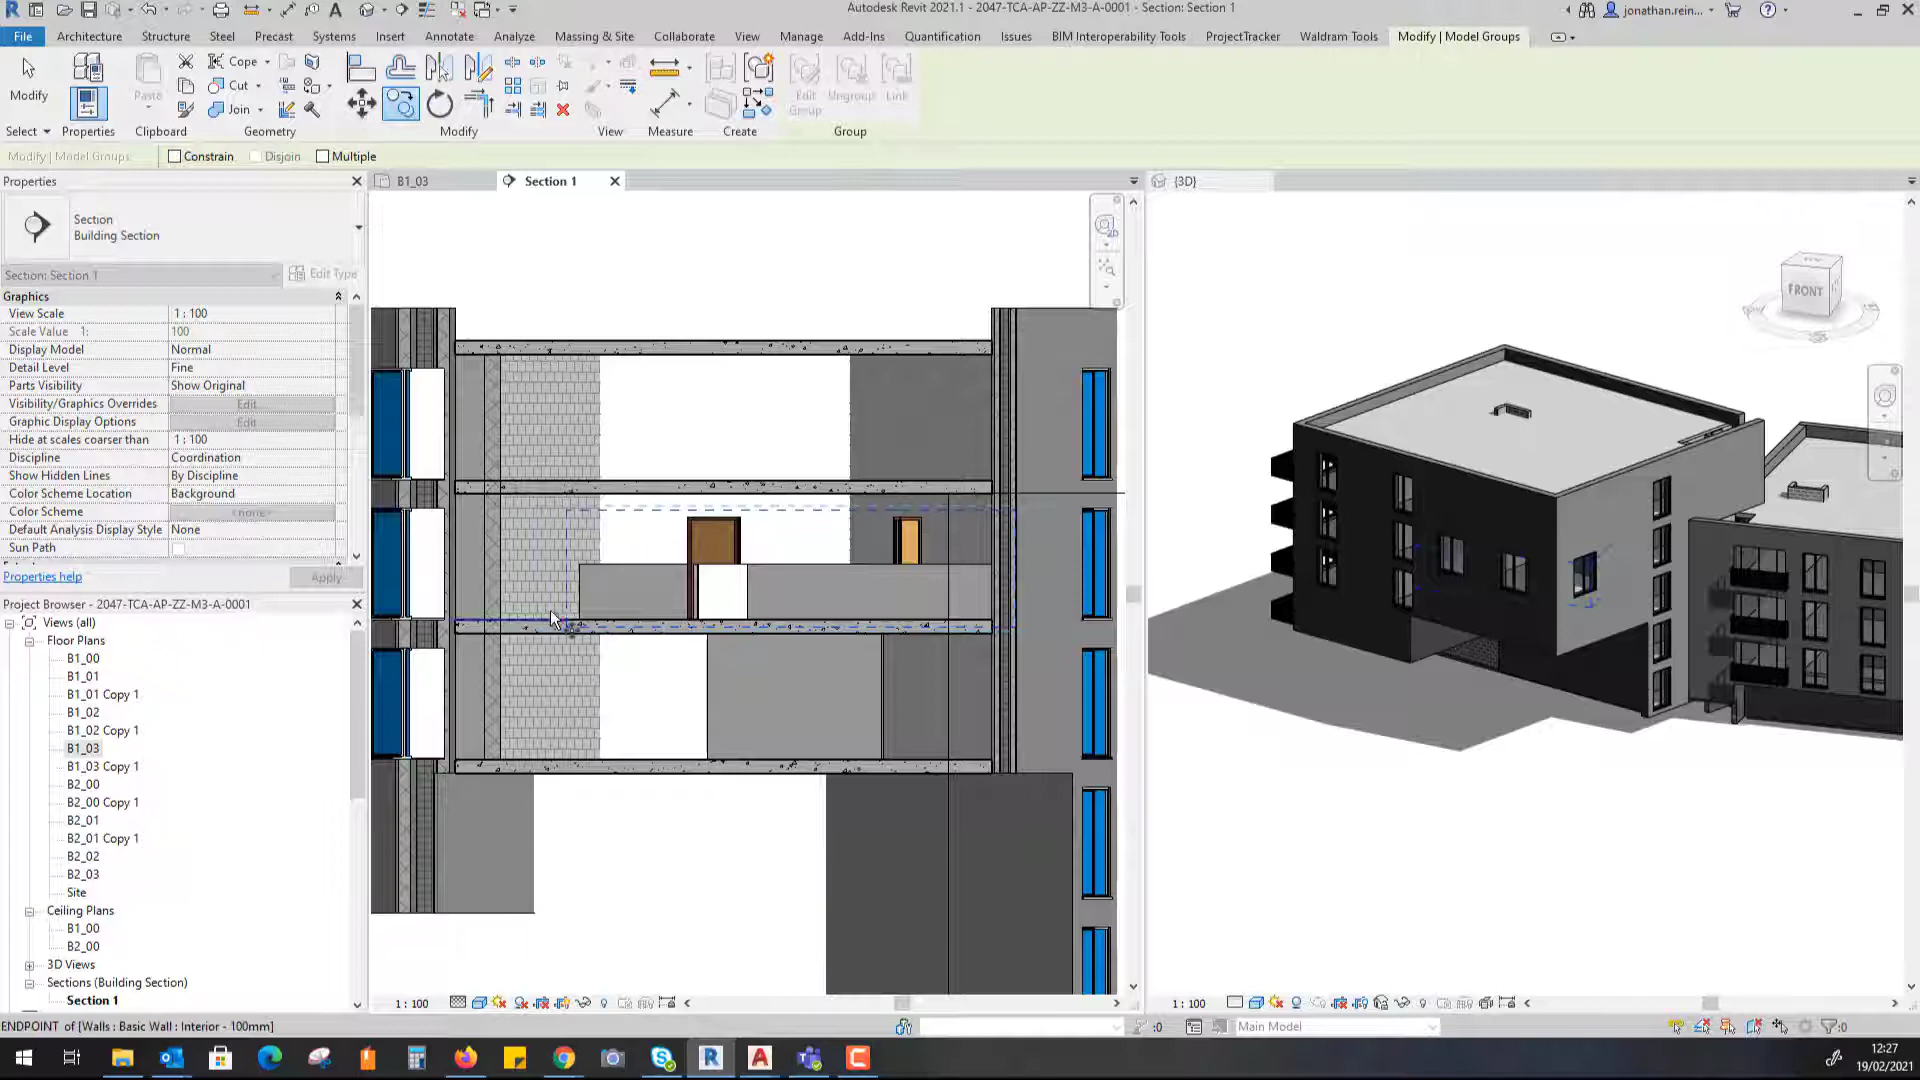 Autodesk Revit 2021.1 - 2047-TCA-AP-ZZ-M3-A-0001 - Section: Section 1
jonathan.rein...
File Architecture Structure Steel Precast Systems Insert Annotate Analyze Massing & Site Collaborate View Manage Add-Ins Quantification Issues BIM Interoperability Tools ProjectTracker Waldram Tools Modify | Model Groups
Modify
Paste
Cope
Cut
Join
Edit Group
Ungroup
Link
Select Properties Clipboard Geometry Modify View Measure Create Group
Modify | Model Groups Constrain Disjoin Multiple
Properties
B1_03
Section 1
{3D}
Section
Building Section
Section: Section 1
Edit Type
Graphics
View Scale 1 : 100
Scale Value 1: 100
Display Model Normal
Detail Level Fine
Parts Visibility Show Original
Visibility/Graphics Overrides Edit...
Graphic Display Options Edit
Hide at scales coarser than 1 : 100
Discipline Coordination
Show Hidden Lines By Discipline
Color Scheme Location Background
Color Scheme <none>
Default Analysis Display Style None
Sun Path
Properties help
Apply
FRONT
Project Browser - 2047-TCA-AP-ZZ-M3-A-0001
Views (all)
Floor Plans
B1_00
B1_01
B1_01 Copy 1
B1_02
B1_02 Copy 1
B1_03
B1_03 Copy 1
B2_00
B2_00 Copy 1
B2_01
B2_01 Copy 1
B2_02
B2_03
Site
Ceiling Plans
B1_00
B2_00
3D Views
Sections (Building Section)
Section 1
1 : 100
1 : 100
ENDPOINT of [Walls : Basic Wall : Interior - 100mm]
:0
Main Model
:0
12:27
19/02/2021